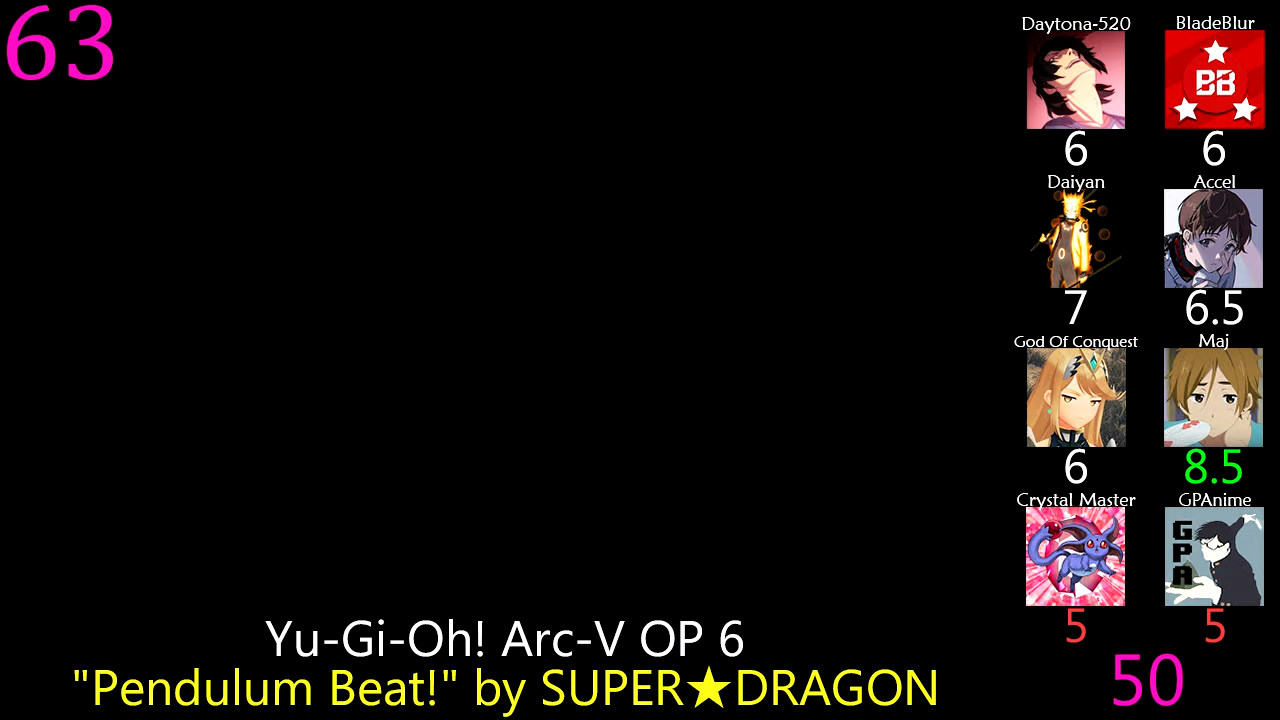 63
Daytona-520
BladeBlur
BB
6
6
Daiyan
Accel
7
6.5
God Of Conquest
Maj
6
8.5
Crystal Master
GPAnime
GPA
5
5
Yu-Gi-Oh! Arc-V OP 6
"Pendulum Beat!" by SUPER★DRAGON
50